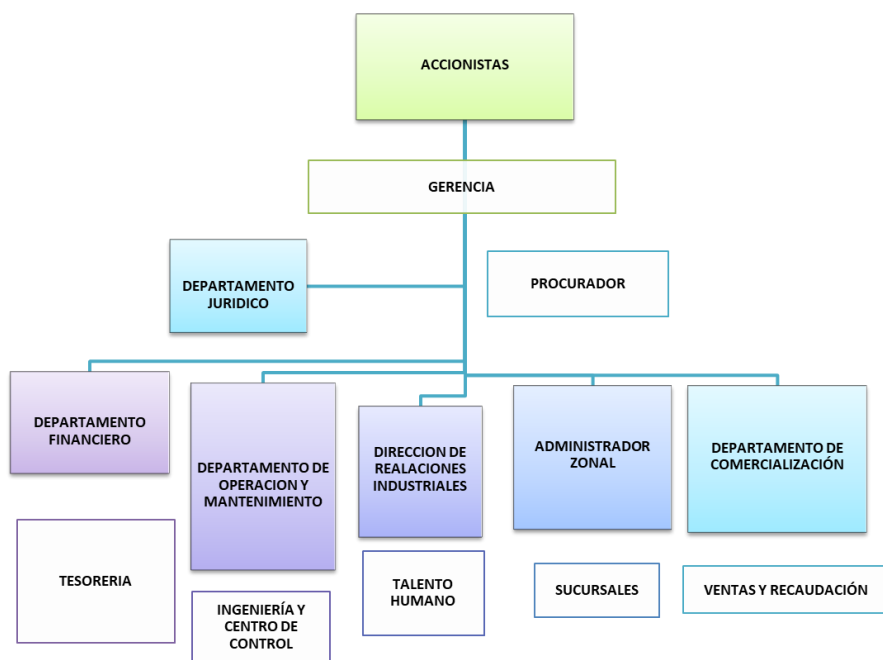 ACCIONISTAS
GERENCIA
DEPARTAMENTO
JURIDICO
PROCURADOR
DEPARTAMENTO
FINANCIERO
DEPARTAMENTO DE
OPERACION Y
MANTENIMIENTO
DIRECCION DE
REALACIONES
INDUSTRIALES
ADMINISTRADOR
ZONAL
DEPARTAMENTO DE
COMERCIALIZACIÓN
TESORERIA
INGENIERÍA Y
CENTRO DE
CONTROL
TALENTO
HUMANO
SUCURSALES
VENTAS Y RECAUDACIÓN